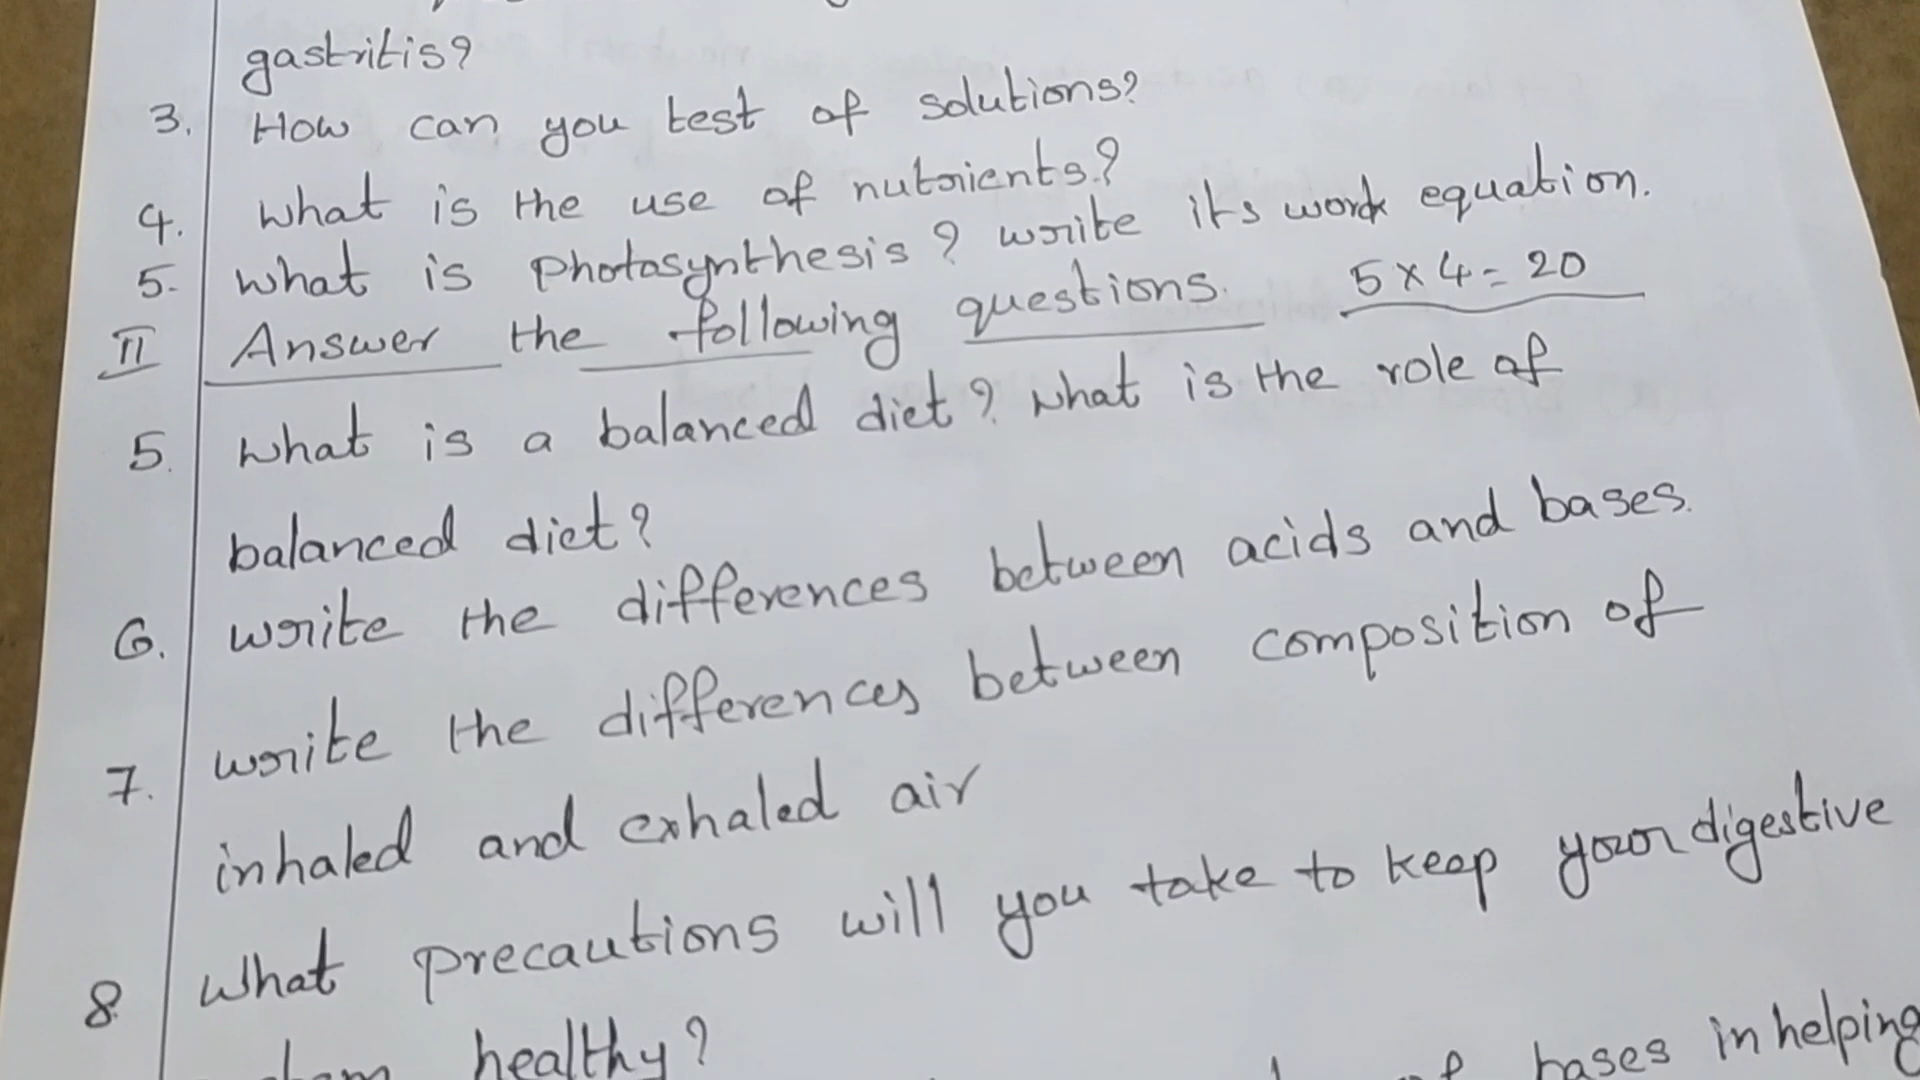 gastritis?
3. How can you test of solutions?
4. What is the use of nutrients?
5. What is photosynthesis? write its work equation.
II Answer the following questions. 5 x 4 = 20
5. What is a balanced diet? What is the role of
balanced diet?
6. write the differences between acids and bases.
7. write the differences between composition of
inhaled and exhaled air
8. What precautions will you take to keep your digestive
healthy?
of bases in helping